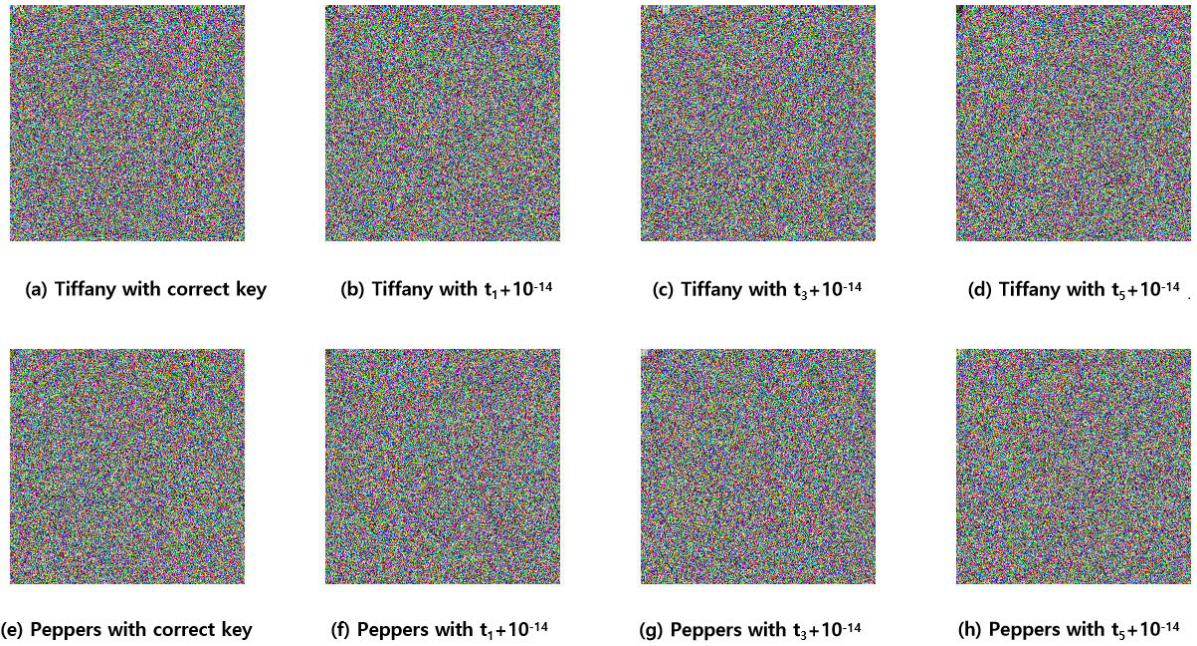 (a) Tiffany with correct key (b) Tiffany with t₁+10⁻¹⁴ (c) Tiffany with t₃+10⁻¹⁴ (d) Tiffany with t₅+10⁻¹⁴ .
(e) Peppers with correct key (f) Peppers with t₁+10⁻¹⁴ (g) Peppers with t₃+10⁻¹⁴ (h) Peppers with t₅+10⁻¹⁴